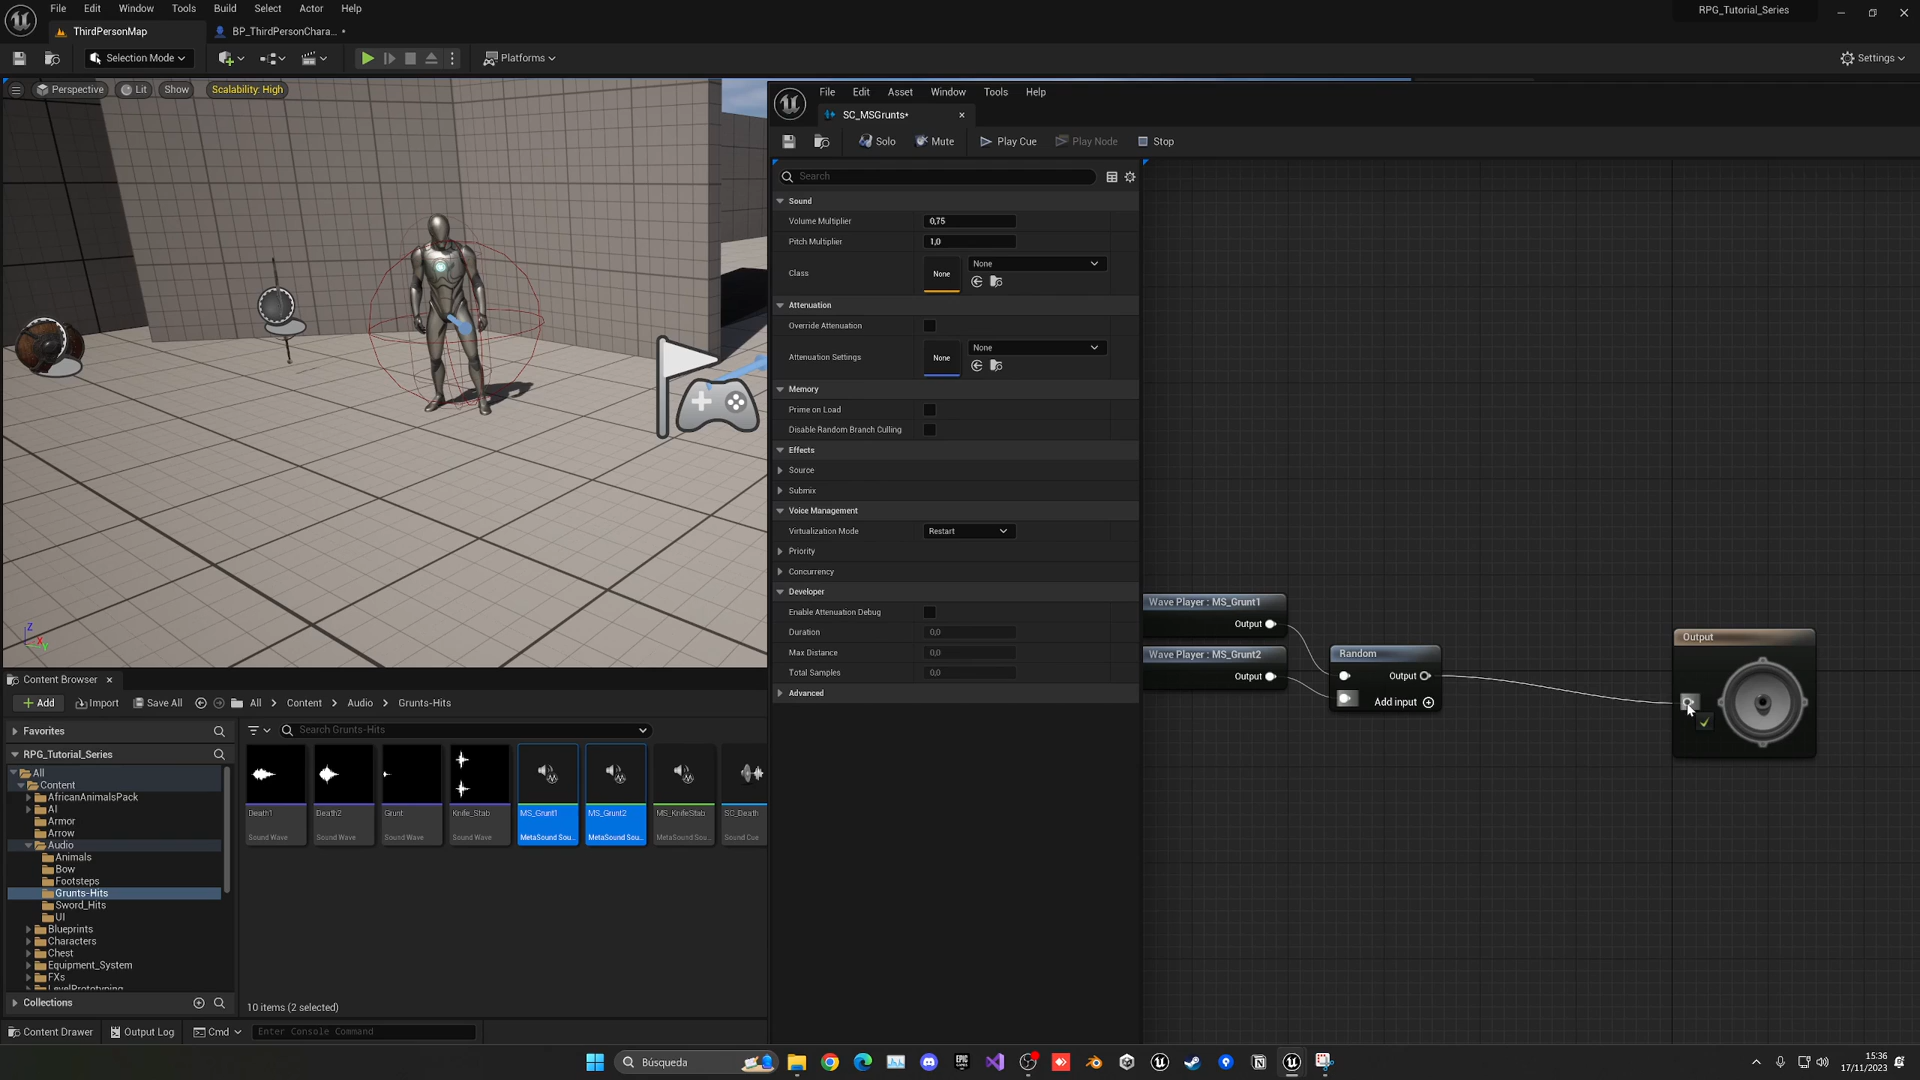 File Edit Window Tools Build Select Actor Help
RPG_Tutorial_Series
ThirdPersonMap
BP_ThirdPersonChara... •
Selection Mode
Platforms
Settings
Perspective Lit Show Scalability: High
File Edit Asset Window Tools Help
SC_MSGrunts•
Solo Mute Play Cue Play Node Stop
Search
Sound
Volume Multiplier 0,75
Pitch Multiplier 1,0
Class None None
Attenuation
Override Attenuation
Attenuation Settings None None
Memory
Prime on Load
Disable Random Branch Culling
Effects
Source
Submix
Voice Management
Virtualization Mode Restart
Priority
Concurrency
Developer
Enable Attenuation Debug
Duration 0,0
Max Distance 0,0
Total Samples 0,0
Advanced
Wave Player : MS_Grunt1
Output
Wave Player : MS_Grunt2
Output
Random
Output
Add input
Output
Z
X
Y
Content Browser
Add Import Save All All Content Audio Grunts-Hits
Favorites
Search Grunts-Hits
RPG_Tutorial_Series
All
Content
AfricanAnimalsPack
AI
Armor
Arrow
Audio
Animals
Bow
Footsteps
Grunts-Hits
Sword_Hits
UI
Blueprints
Characters
Chest
Equipment_System
FXs
LevelPrototyping
Collections
Death1
Sound Wave
Death2
Sound Wave
Grunt
Sound Wave
Knife_Stab
Sound Wave
MS_Grunt1
MetaSound Sou...
MS_Grunt2
MetaSound Sou...
MS_KnifeStab
MetaSound Sou...
SC_Death
Sound Cue
10 items (2 selected)
Content Drawer Output Log Cmd Enter Console Command
Búsqueda
15:36
17/11/2023